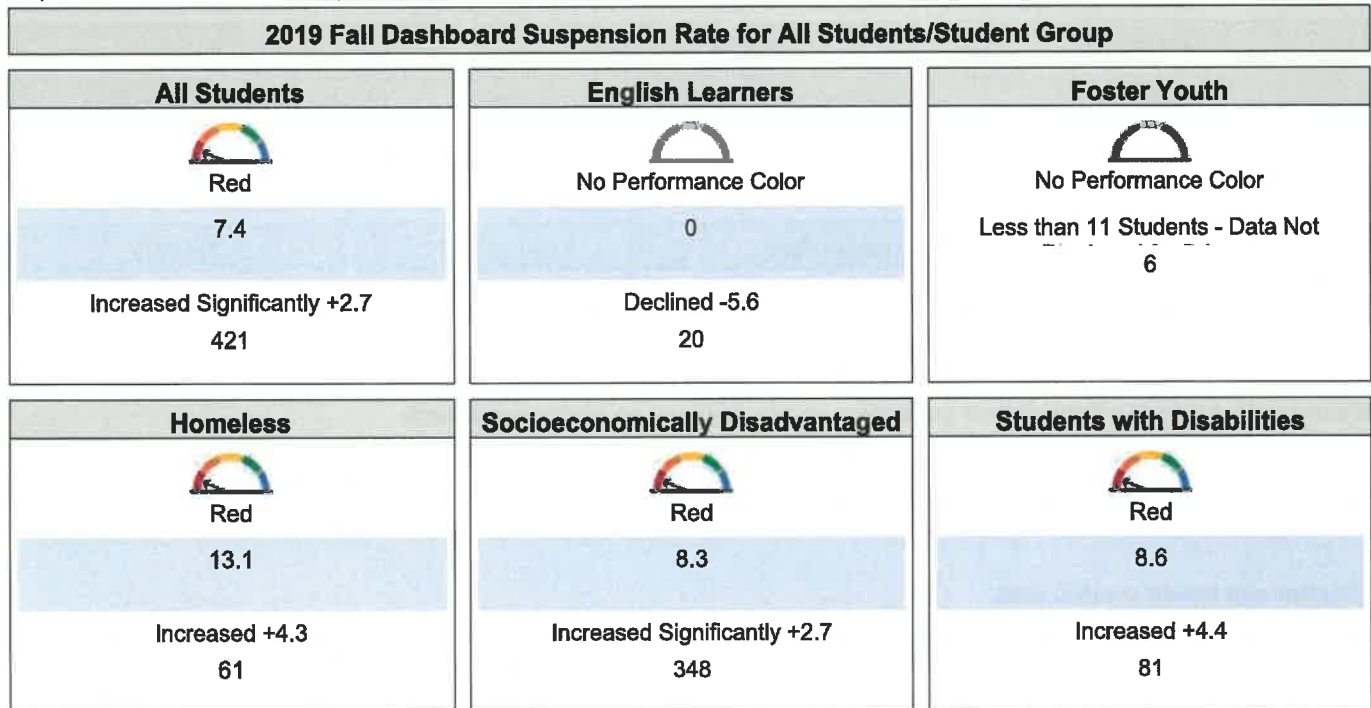 2019 Fall Dashboard Suspension Rate for All Students/Student Group
All Students
Red
7.4
Increased Significantly +2.7
421
English Learners
No Performance Color
0
Declined -5.6
20
Foster Youth
No Performance Color
Less than 11 Students - Data Not
6
Homeless
Red
13.1
Increased +4.3
61
Socioeconomically Disadvantaged
Red
8.3
Increased Significantly +2.7
348
Students with Disabilities
Red
8.6
Increased +4.4
81